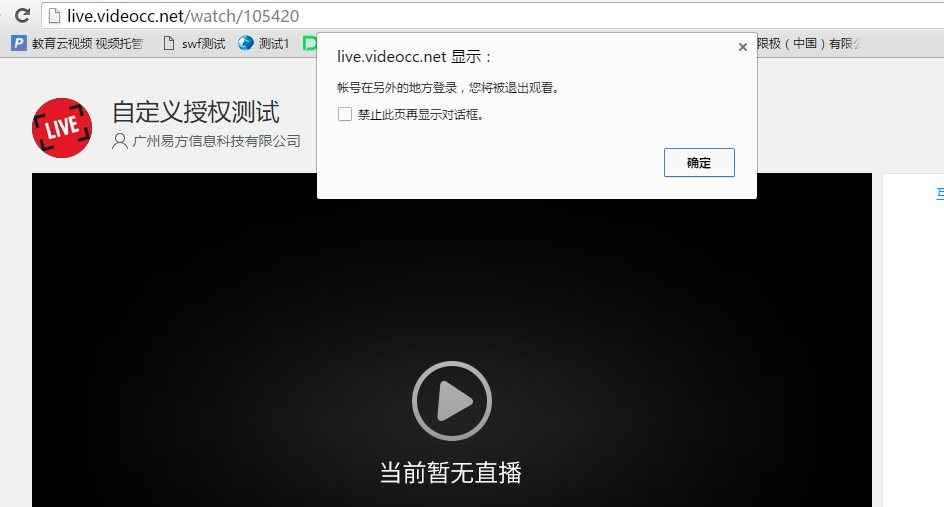 live.videocc.net/watch/105420
P 教育云视频 视频托管
swf测试
测试1
限极（中国）有限
live.videocc.net 显示：
帐号在另外的地方登录，您将被退出观看。
禁止此页再显示对话框。
确定
LIVE
自定义授权测试
广州易方信息科技有限公司
当前暂无直播